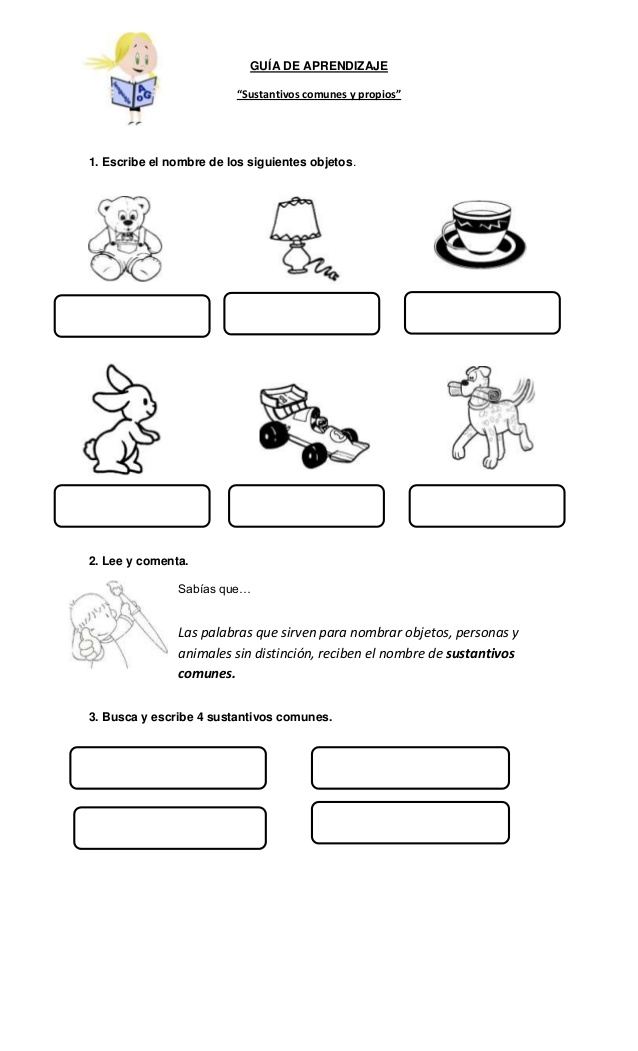 GUÍA DE APRENDIZAJE
“Sustantivos comunes y propios”
1. Escribe el nombre de los siguientes objetos.
2. Lee y comenta.
Sabías que…
Las palabras que sirven para nombrar objetos, personas y
animales sin distinción, reciben el nombre de sustantivos
comunes.
3. Busca y escribe 4 sustantivos comunes.